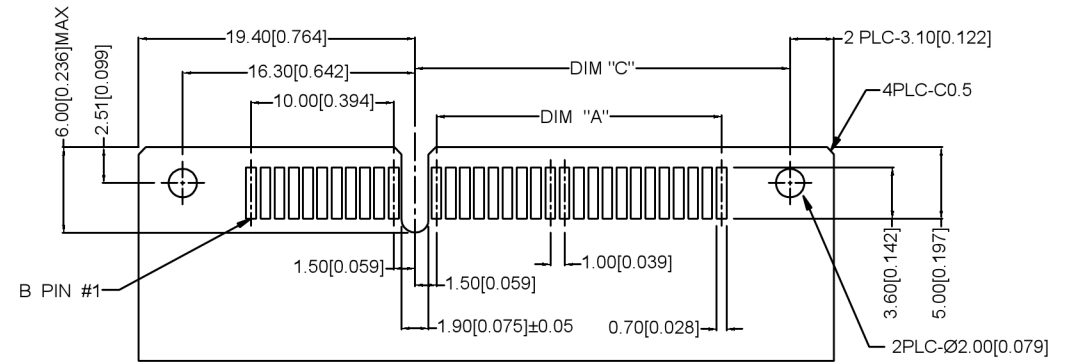 19.40[0.764]
2 PLC-3.10[0.122]
16.30[0.642]
DIM "C"
6.00[0.236]MAX
2.51[0.099]
10.00[0.394]
DIM "A"
4PLC-C0.5
1.50[0.059]
1.00[0.039]
1.50[0.059]
3.60[0.142]
5.00[0.197]
B PIN #1
1.90[0.075]±0.05
0.70[0.028]
2PLC-Ø2.00[0.079]